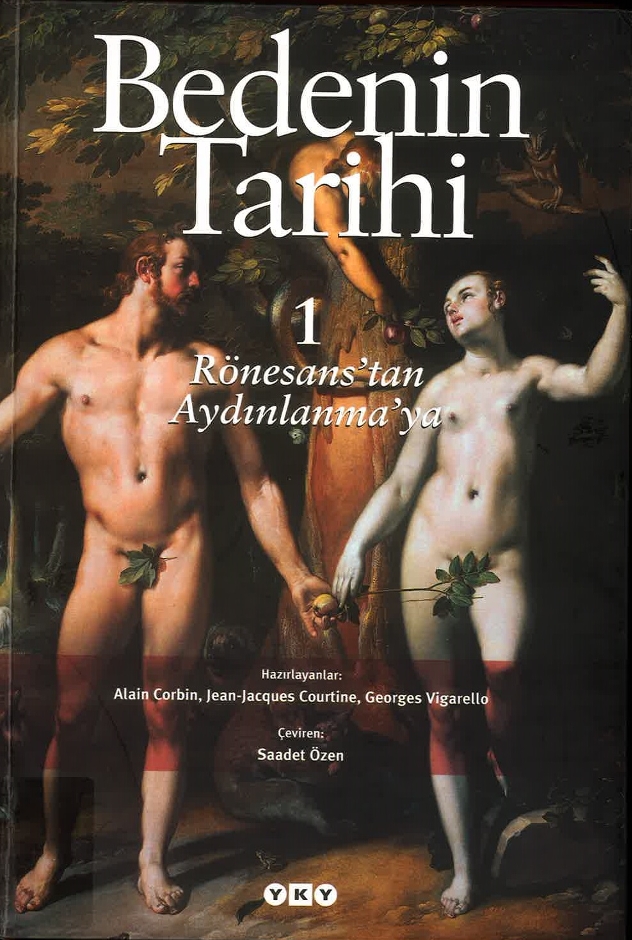 Bedenin
Tarihi
1
Rönesans'tan
Aydınlanma'ya
Hazırlayanlar:
Alain Corbin, Jean-Jacques Courtine, Georges Vigarello
Çeviren:
Saadet Özen
YKY